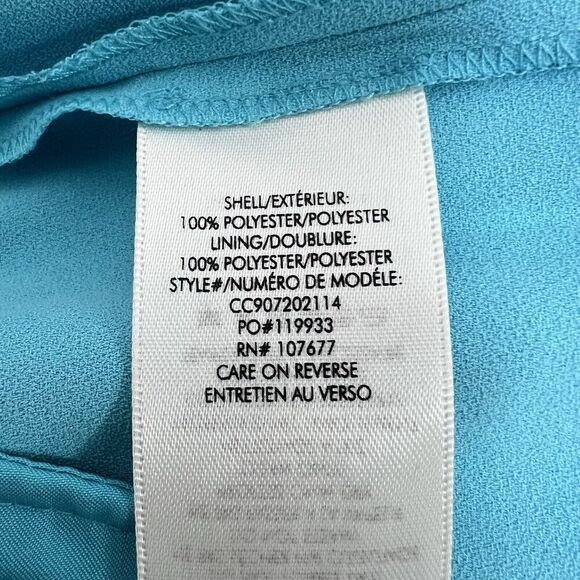 SHELL/EXTÉRIEUR:
100% POLYESTER/POLYESTER
LINING/DOUBLURE:
100% POLYESTER/POLYESTER
STYLE#/NUMÉRO DE MODÉLE:
CC907202114
PO#119933
RN# 107677
CARE ON REVERSE
ENTRETIEN AU VERSO